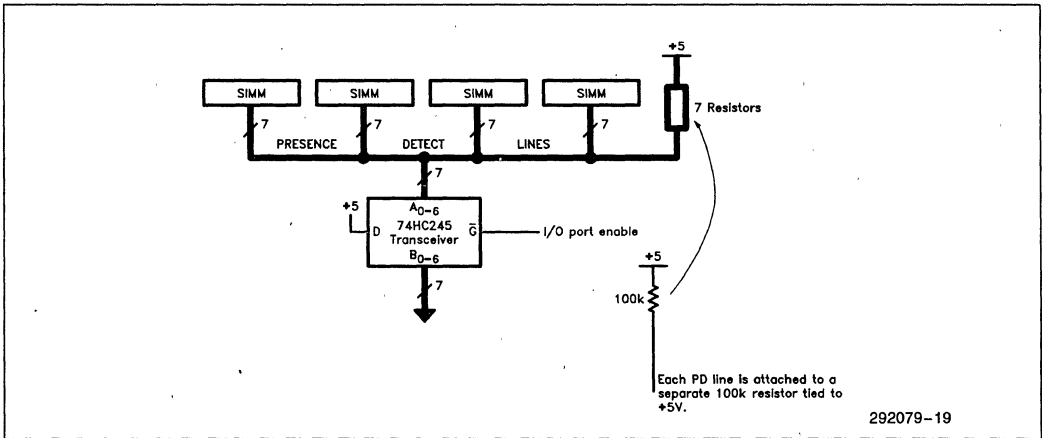 +5
SIMM SIMM SIMM SIMM
7 Resistors
7 7 7 7
PRESENCE DETECT LINES
7
+5
A0-6
D 74HC245 G̅ I/O port enable
Transceiver
B0-6
7
+5
100k
Each PD line is attached to a
separate 100k resistor tied to
+5V.
292079-19